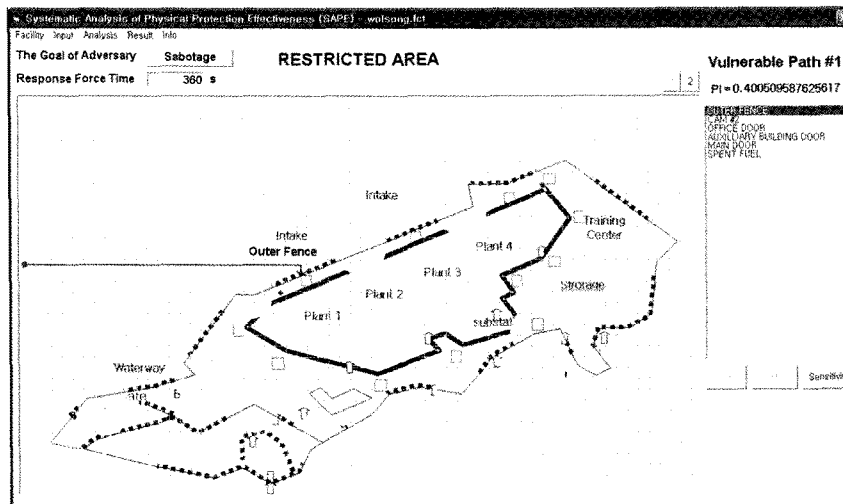 Systematic Analysis of Physical Protection Effectiveness (SAPE) - wolsong.fct
Facility Input Analysis Result Info
The Goal of Adversary Sabotage
RESTRICTED AREA
Response Force Time 360 s
2
Vulnerable Path #1
PI=0.400509587625617
OUTER FENCE
CAM #2
OFFICE DOOR
AUXILLIARY BUILDING DOOR
MAIN DOOR
SPENT FUEL
Intake
Intake
Outer Fence
Training
Center
Plant 4
Plant 3
Plant 2
Plant 1
Strorage
substat
Waterway
b
Sensitiv